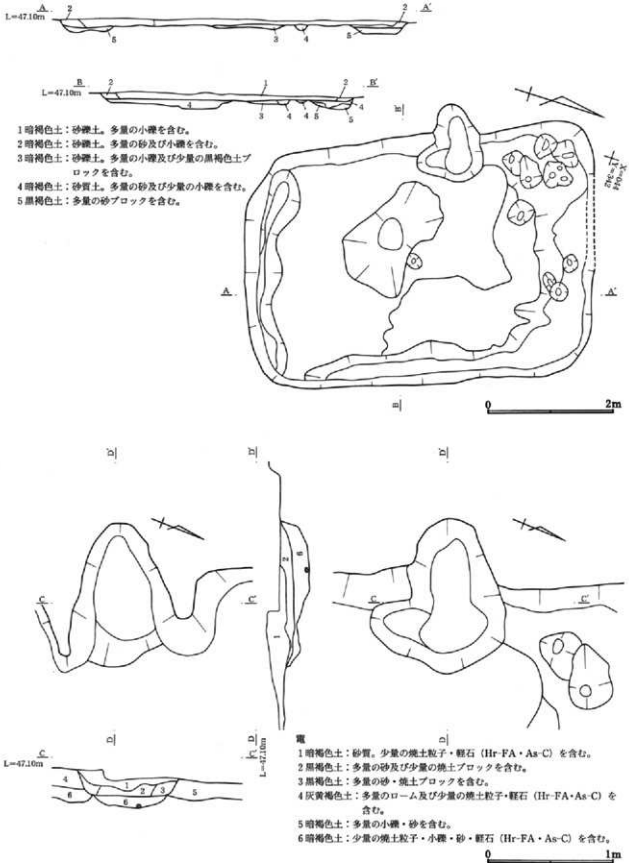 A A′
L=47.10m 2 2
5 5
B B′
L=47.10m 2 1 2
4 3 4 5 4
1 暗褐色土：砂礫土。多量の小礫を含む。
2 暗褐色土：砂礫土。多量の砂及び小礫を含む。
3 暗褐色土：砂礫土。多量の小礫及び少量の黒褐色土ブ
ロックを含む。
4 暗褐色土：砂質土。多量の砂及び少量の小礫を含む。
5 黒褐色土：多量の砂ブロックを含む。
B′
X=044
Y=342
A A′
B
0 2m
D′ D′ D′
2 6
1
C C′ C C′
D D D
L=47.10m
C C′
L=47.10m
4 1 2 3 5
6 6
竈
1 暗褐色土：砂質。少量の焼土粒子・軽石（Hr-FA・As-C）を含む。
2 黒褐色土：多量の砂及び少量の焼土ブロックを含む。
3 黒褐色土：多量の砂・焼土ブロックを含む。
4 灰黄褐色土：多量のローム及び少量の焼土粒子・軽石（Hr-FA・As-C）を
含む。
5 暗褐色土：多量の小礫・砂を含む。
6 暗褐色土：少量の焼土粒子・小礫・砂・軽石（Hr-FA・As-C）を含む。
0 1m